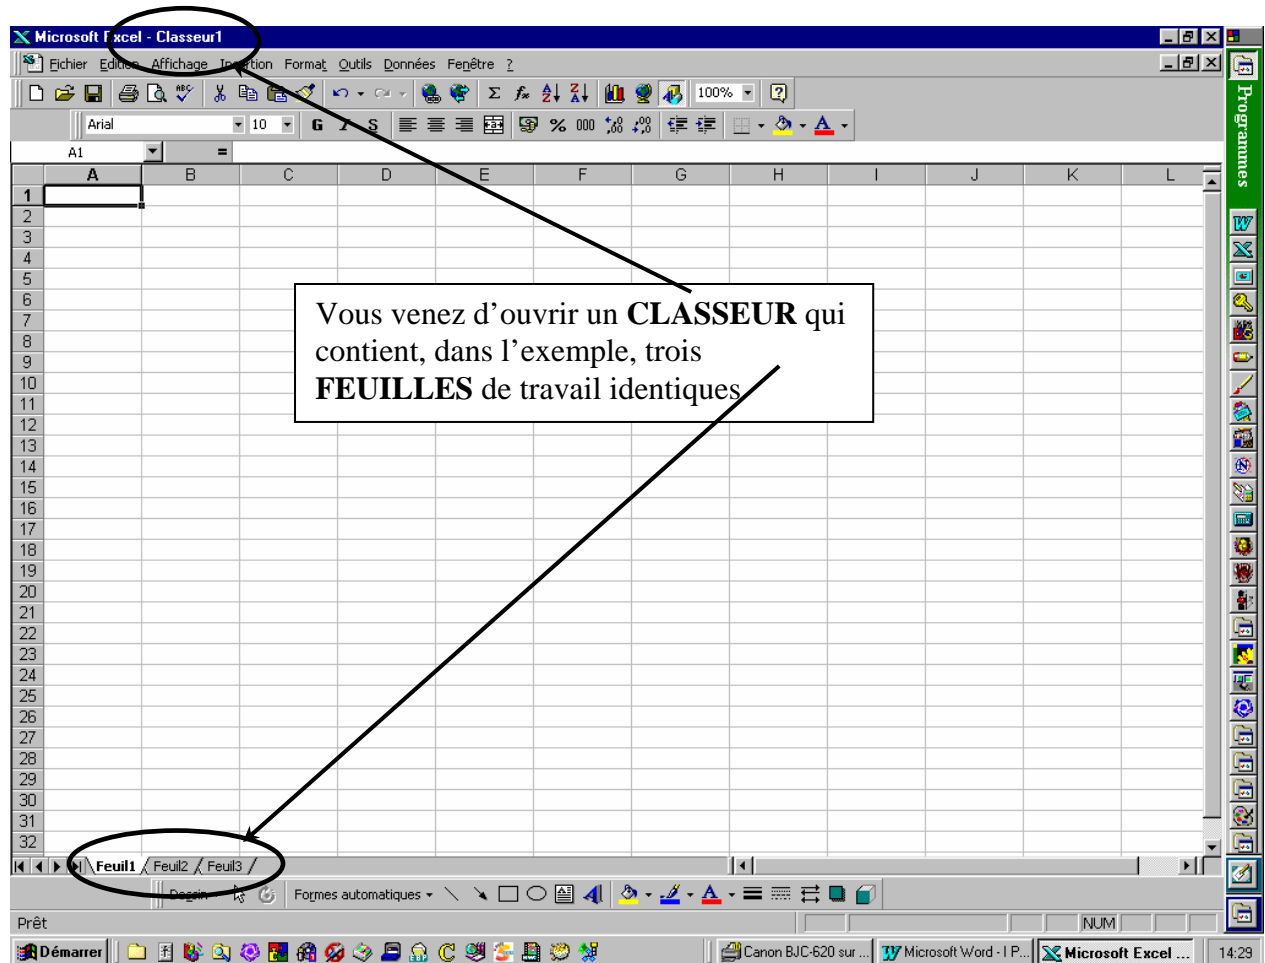 Microsoft Excel - Classeur1
Fichier Edition Affichage Insertion Format Outils Données Fenêtre ?
100%
Arial 10 G I S % 000
A1 =
A B C D E F G H I J K L
1
2
3
4
5
6
7
8
9
10
11
12
13
14
15
16
17
18
19
20
21
22
23
24
25
26
27
28
29
30
31
32
Vous venez d’ouvrir un CLASSEUR qui
contient, dans l’exemple, trois
FEUILLES de travail identiques
Feuil1 Feuil2 Feuil3
Dessin Formes automatiques
Prêt NUM
Démarrer Canon BJC-620 sur ... Microsoft Word - I P... Microsoft Excel ... 14:29
Programmes